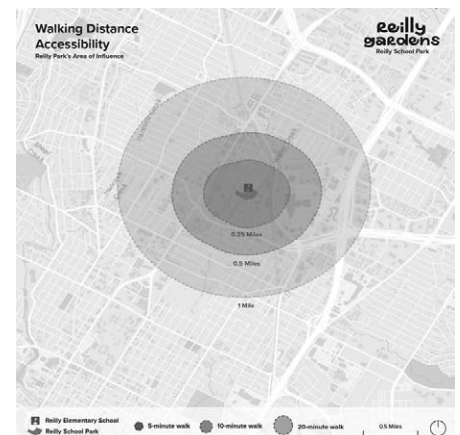 Walking Distance
Accessibility
Reilly Park's Area of Influence
Reilly
gardens
Reilly School Park
0.25 Miles
0.5 Miles
1 Mile
Reilly Elementary School
Reilly School Park
5-minute walk
10-minute walk
20-minute walk
0.5 Miles